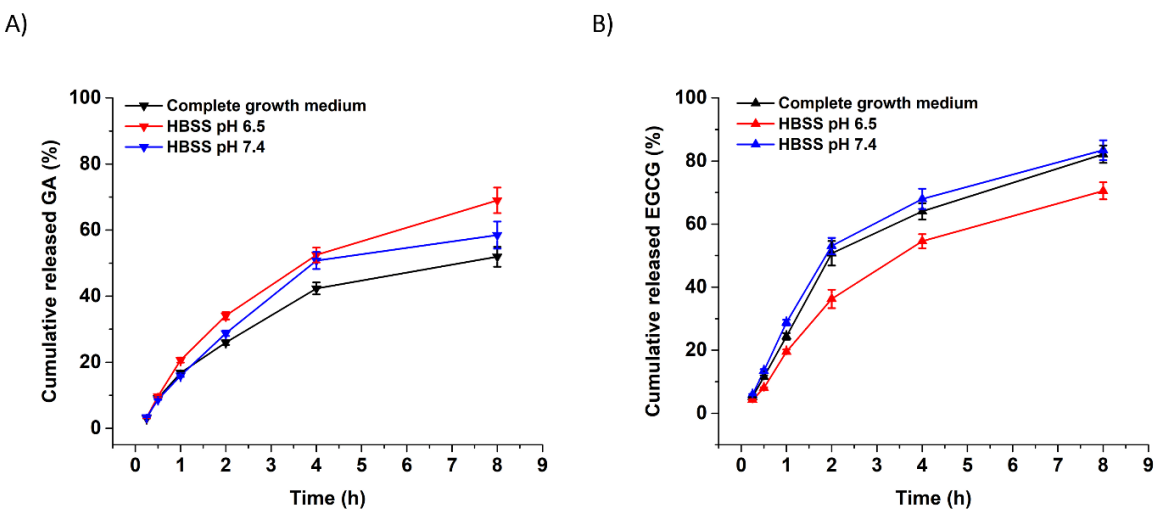 A)
B)
Complete growth medium
HBSS pH 6.5
HBSS pH 7.4
Cumulative released GA (%)
100
80
60
40
20
0
0 1 2 3 4 5 6 7 8 9
Time (h)
Complete growth medium
HBSS pH 6.5
HBSS pH 7.4
Cumulative released EGCG (%)
100
80
60
40
20
0
0 1 2 3 4 5 6 7 8 9
Time (h)